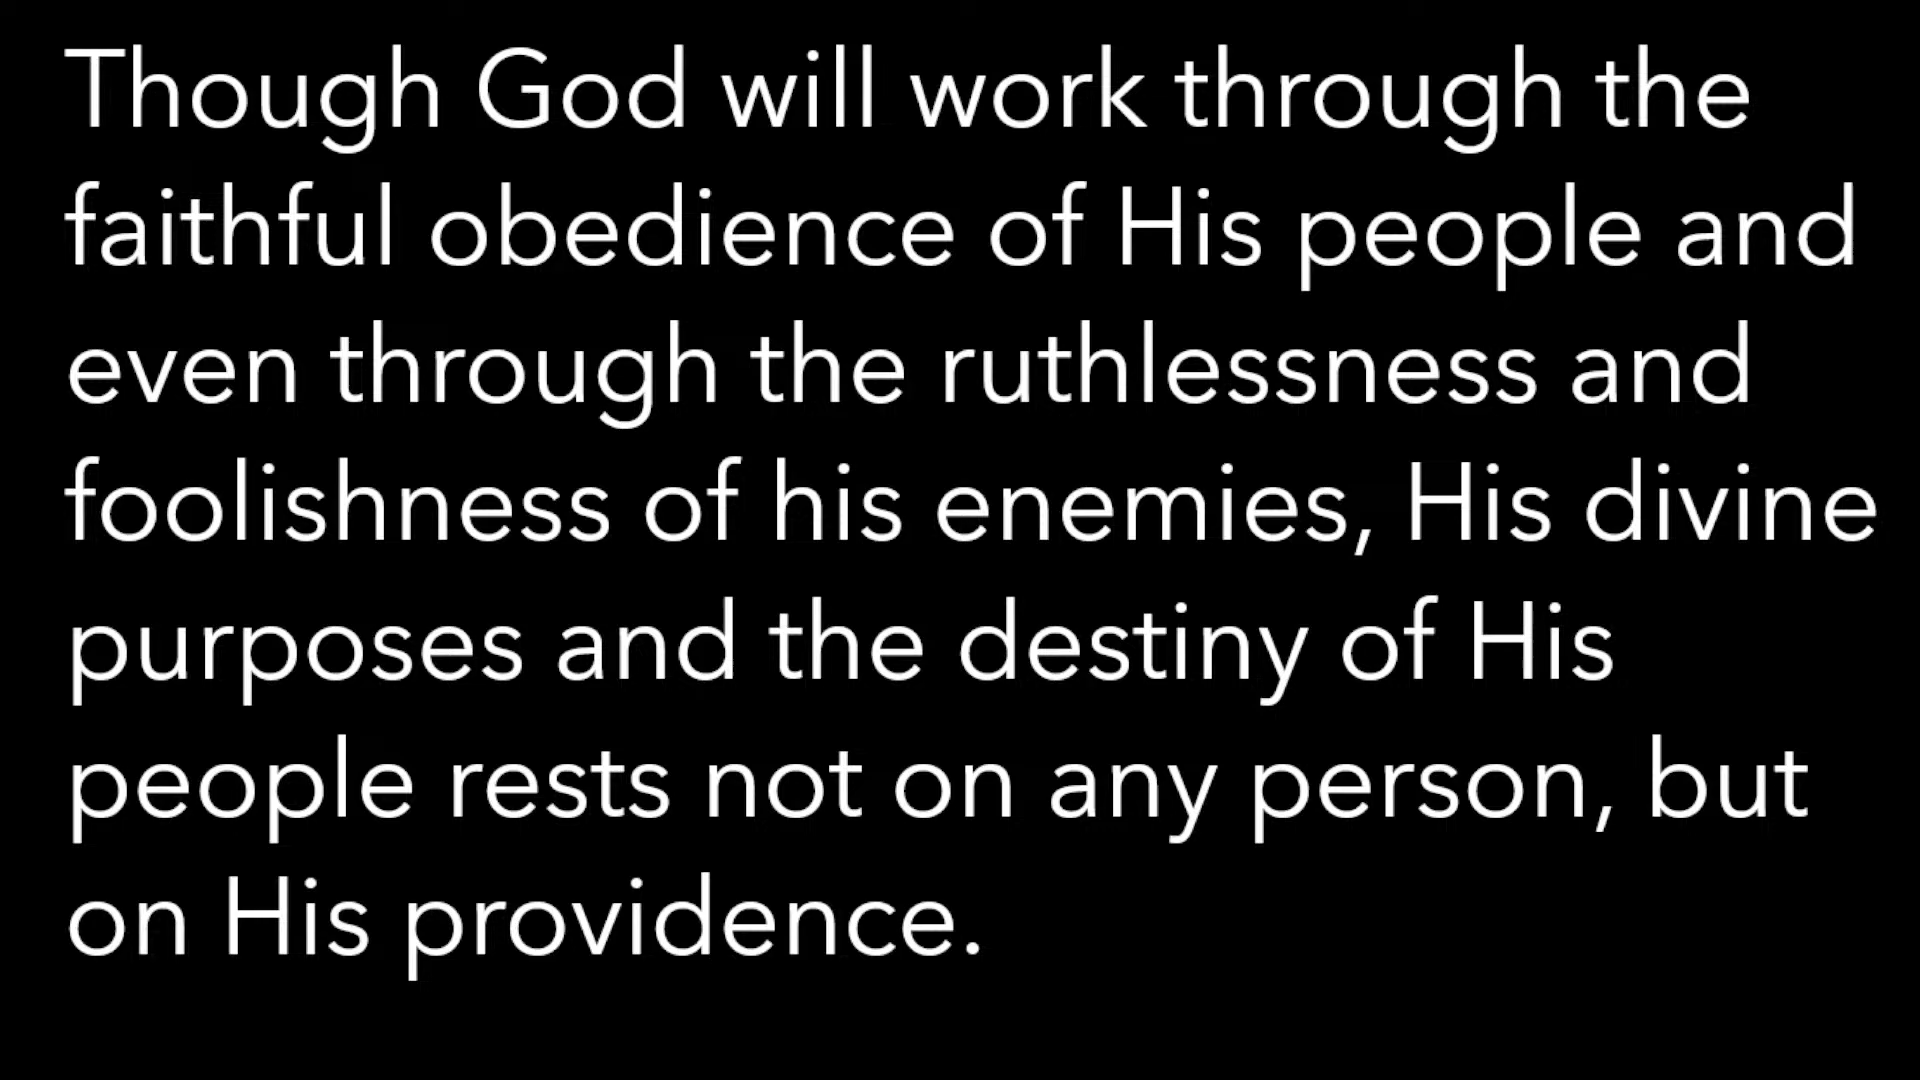 Though God will work through the
faithful obedience of His people and
even through the ruthlessness and
foolishness of his enemies, His divine
purposes and the destiny of His
people rests not on any person, but
on His providence.